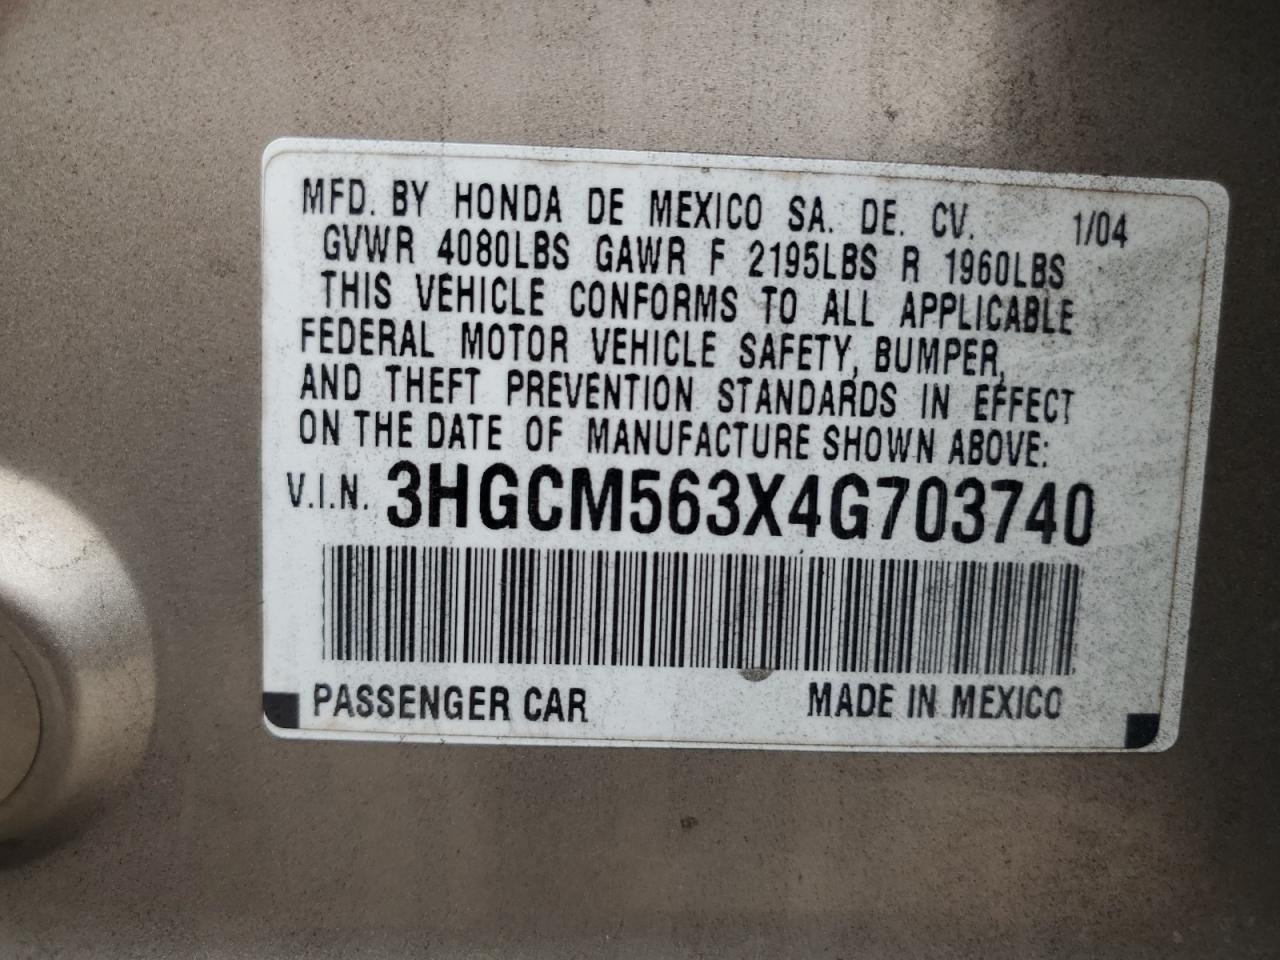 MFD. BY HONDA DE MEXICO SA. DE. CV. 1/04
GVWR 4080LBS GAWR F 2195LBS R 1960LBS
THIS VEHICLE CONFORMS TO ALL APPLICABLE
FEDERAL MOTOR VEHICLE SAFETY, BUMPER,
AND THEFT PREVENTION STANDARDS IN EFFECT
ON THE DATE OF MANUFACTURE SHOWN ABOVE:
V.I.N. 3HGCM563X4G703740
PASSENGER CAR MADE IN MEXICO